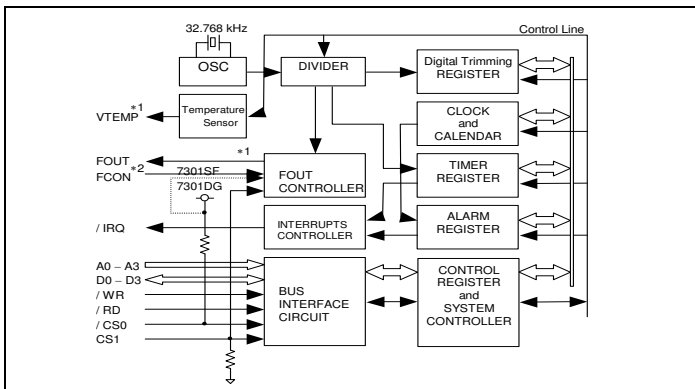 32.768 kHz
Control Line
OSC
DIVIDER
Digital Trimming
REGISTER
VTEMP*1
Temperature
Sensor
CLOCK
and
CALENDAR
FOUT
*1
FCON*2
7301SF
7301DG
FOUT
CONTROLLER
TIMER
REGISTER
/ IRQ
INTERRUPTS
CONTROLLER
ALARM
REGISTER
A0 – A3
D0 – D3
/ WR
/ RD
/ CS0
CS1
BUS
INTERFACE
CIRCUIT
CONTROL
REGISTER
and
SYSTEM
CONTROLLER